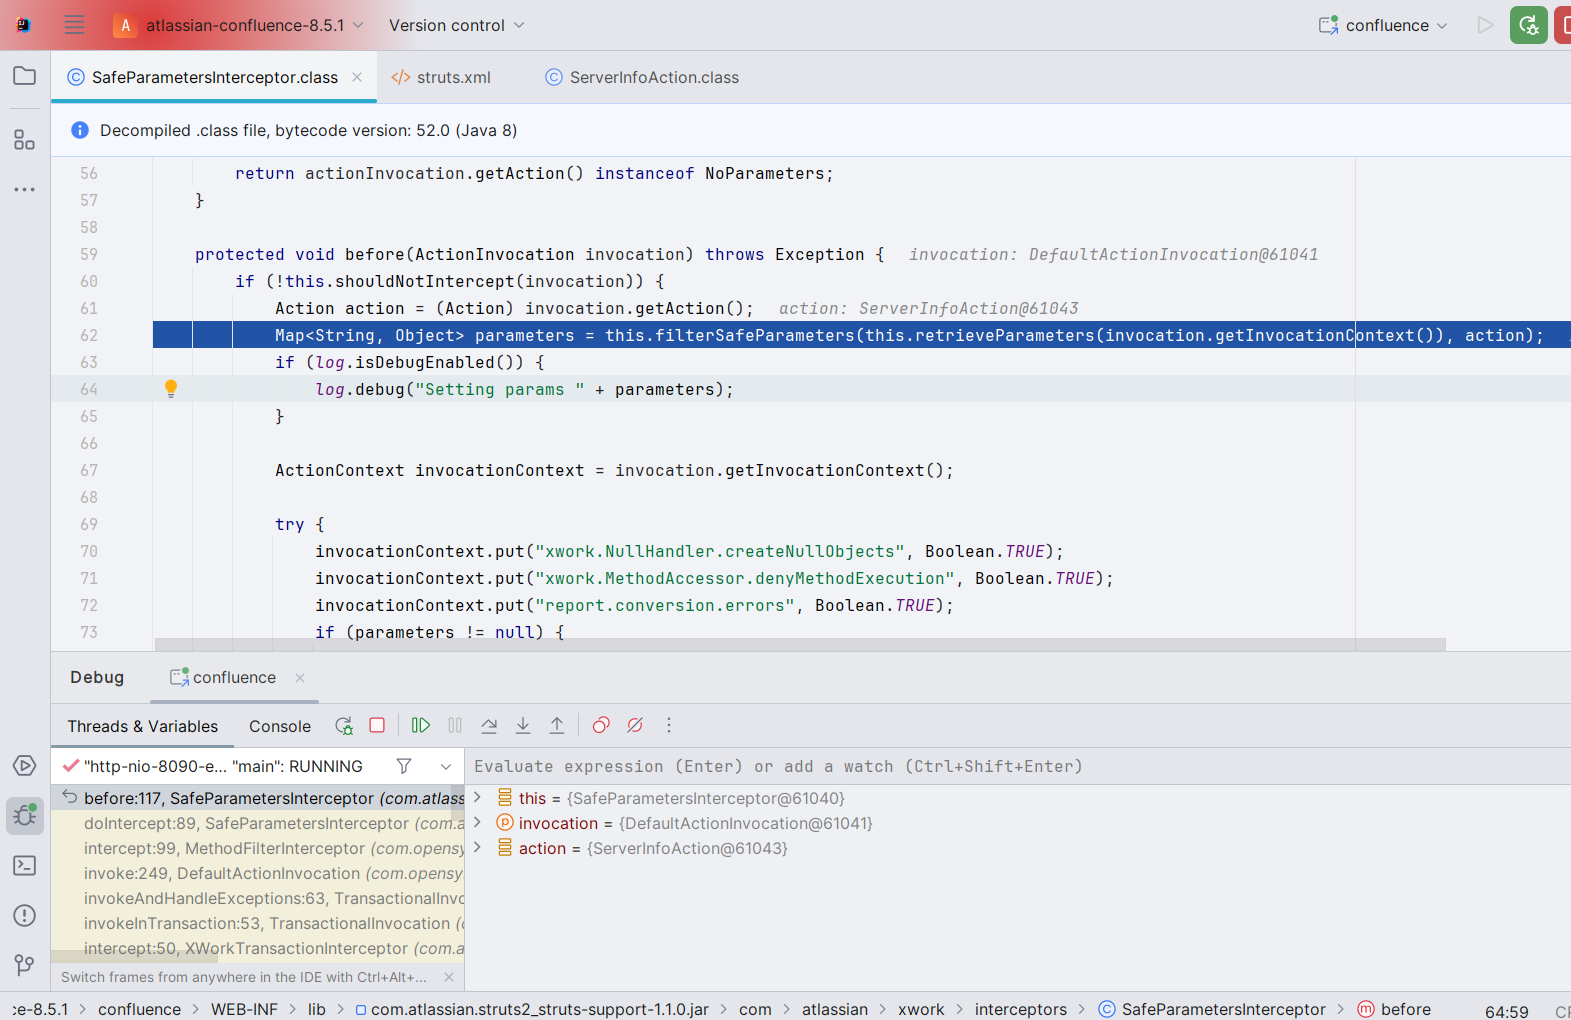 A atlassian-confluence-8.5.1 Version control confluence
SafeParametersInterceptor.class struts.xml ServerInfoAction.class
Decompiled .class file, bytecode version: 52.0 (Java 8)
56 return actionInvocation.getAction() instanceof NoParameters;
57 }
58
59 protected void before(ActionInvocation invocation) throws Exception { invocation: DefaultActionInvocation@61041
60 if (!this.shouldNotIntercept(invocation)) {
61 Action action = (Action) invocation.getAction(); action: ServerInfoAction@61043
62 Map<String, Object> parameters = this.filterSafeParameters(this.retrieveParameters(invocation.getInvocationContext()), action);
63 if (log.isDebugEnabled()) {
64 log.debug("Setting params " + parameters);
65 }
66
67 ActionContext invocationContext = invocation.getInvocationContext();
68
69 try {
70 invocationContext.put("xwork.NullHandler.createNullObjects", Boolean.TRUE);
71 invocationContext.put("xwork.MethodAccessor.denyMethodExecution", Boolean.TRUE);
72 invocationContext.put("report.conversion.errors", Boolean.TRUE);
73 if (parameters != null) {
Debug confluence
Threads & Variables Console
"http-nio-8090-e... "main": RUNNING
Evaluate expression (Enter) or add a watch (Ctrl+Shift+Enter)
before:117, SafeParametersInterceptor (com.atlass
this = {SafeParametersInterceptor@61040}
doIntercept:89, SafeParametersInterceptor (com.a
invocation = {DefaultActionInvocation@61041}
intercept:99, MethodFilterInterceptor (com.opensy
action = {ServerInfoAction@61043}
invoke:249, DefaultActionInvocation (com.opensy
invokeAndHandleExceptions:63, TransactionalInvo
invokeInTransaction:53, TransactionalInvocation (
intercept:50, XWorkTransactionInterceptor (com.a
Switch frames from anywhere in the IDE with Ctrl+Alt+...
ce-8.5.1 confluence WEB-INF lib com.atlassian.struts2_struts-support-1.1.0.jar com atlassian xwork interceptors SafeParametersInterceptor before 64:59